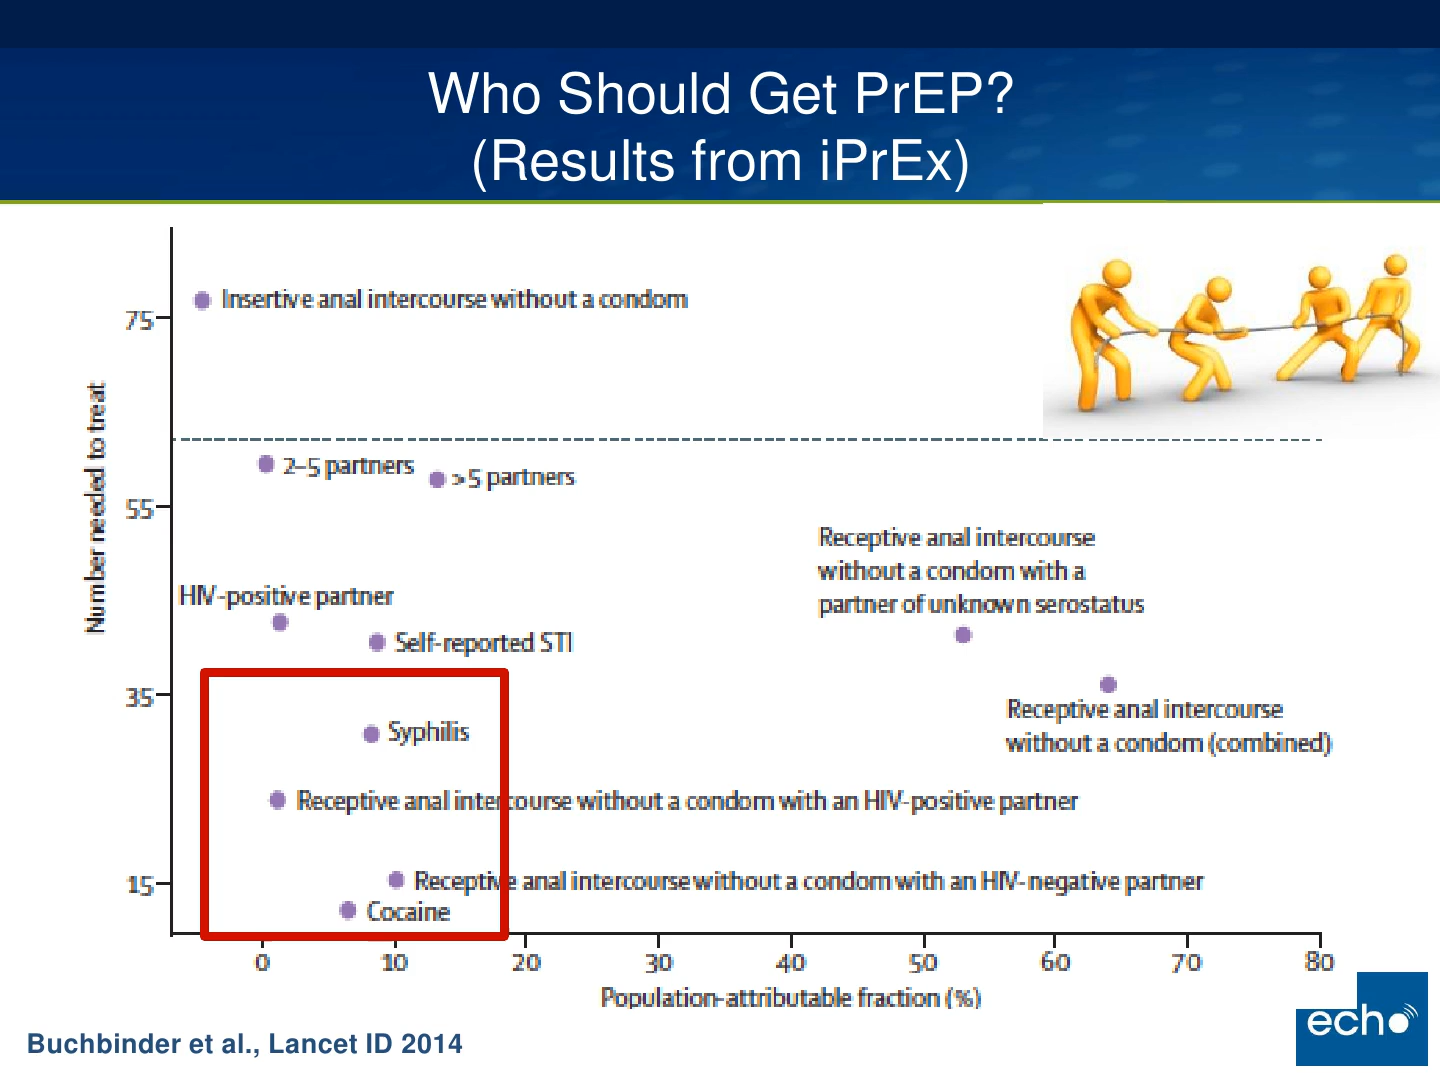 Who Should Get PrEP?
(Results from iPrEx)
Insertive anal intercourse without a condom
75
2–5 partners
>5 partners
55
Number needed to treat
Receptive anal intercourse
without a condom with a
partner of unknown serostatus
HIV-positive partner
Self-reported STI
35
Receptive anal intercourse
without a condom (combined)
Syphilis
Receptive anal intercourse without a condom with an HIV-positive partner
15
Receptive anal intercourse without a condom with an HIV-negative partner
Cocaine
0 10 20 30 40 50 60 70 80
Population-attributable fraction (%)
echo
Buchbinder et al., Lancet ID 2014